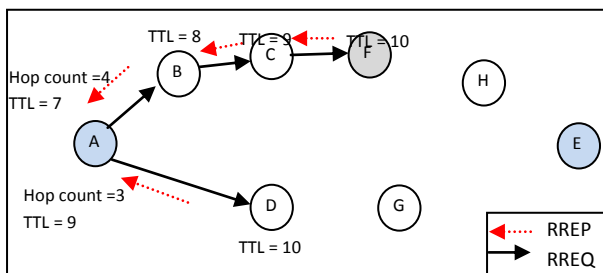 TTL = 8
TTL = 9
TTL = 10
B
C
F
Hop count =4
TTL = 7
H
A
E
Hop count =3
TTL = 9
D
G
TTL = 10
RREP
RREQ